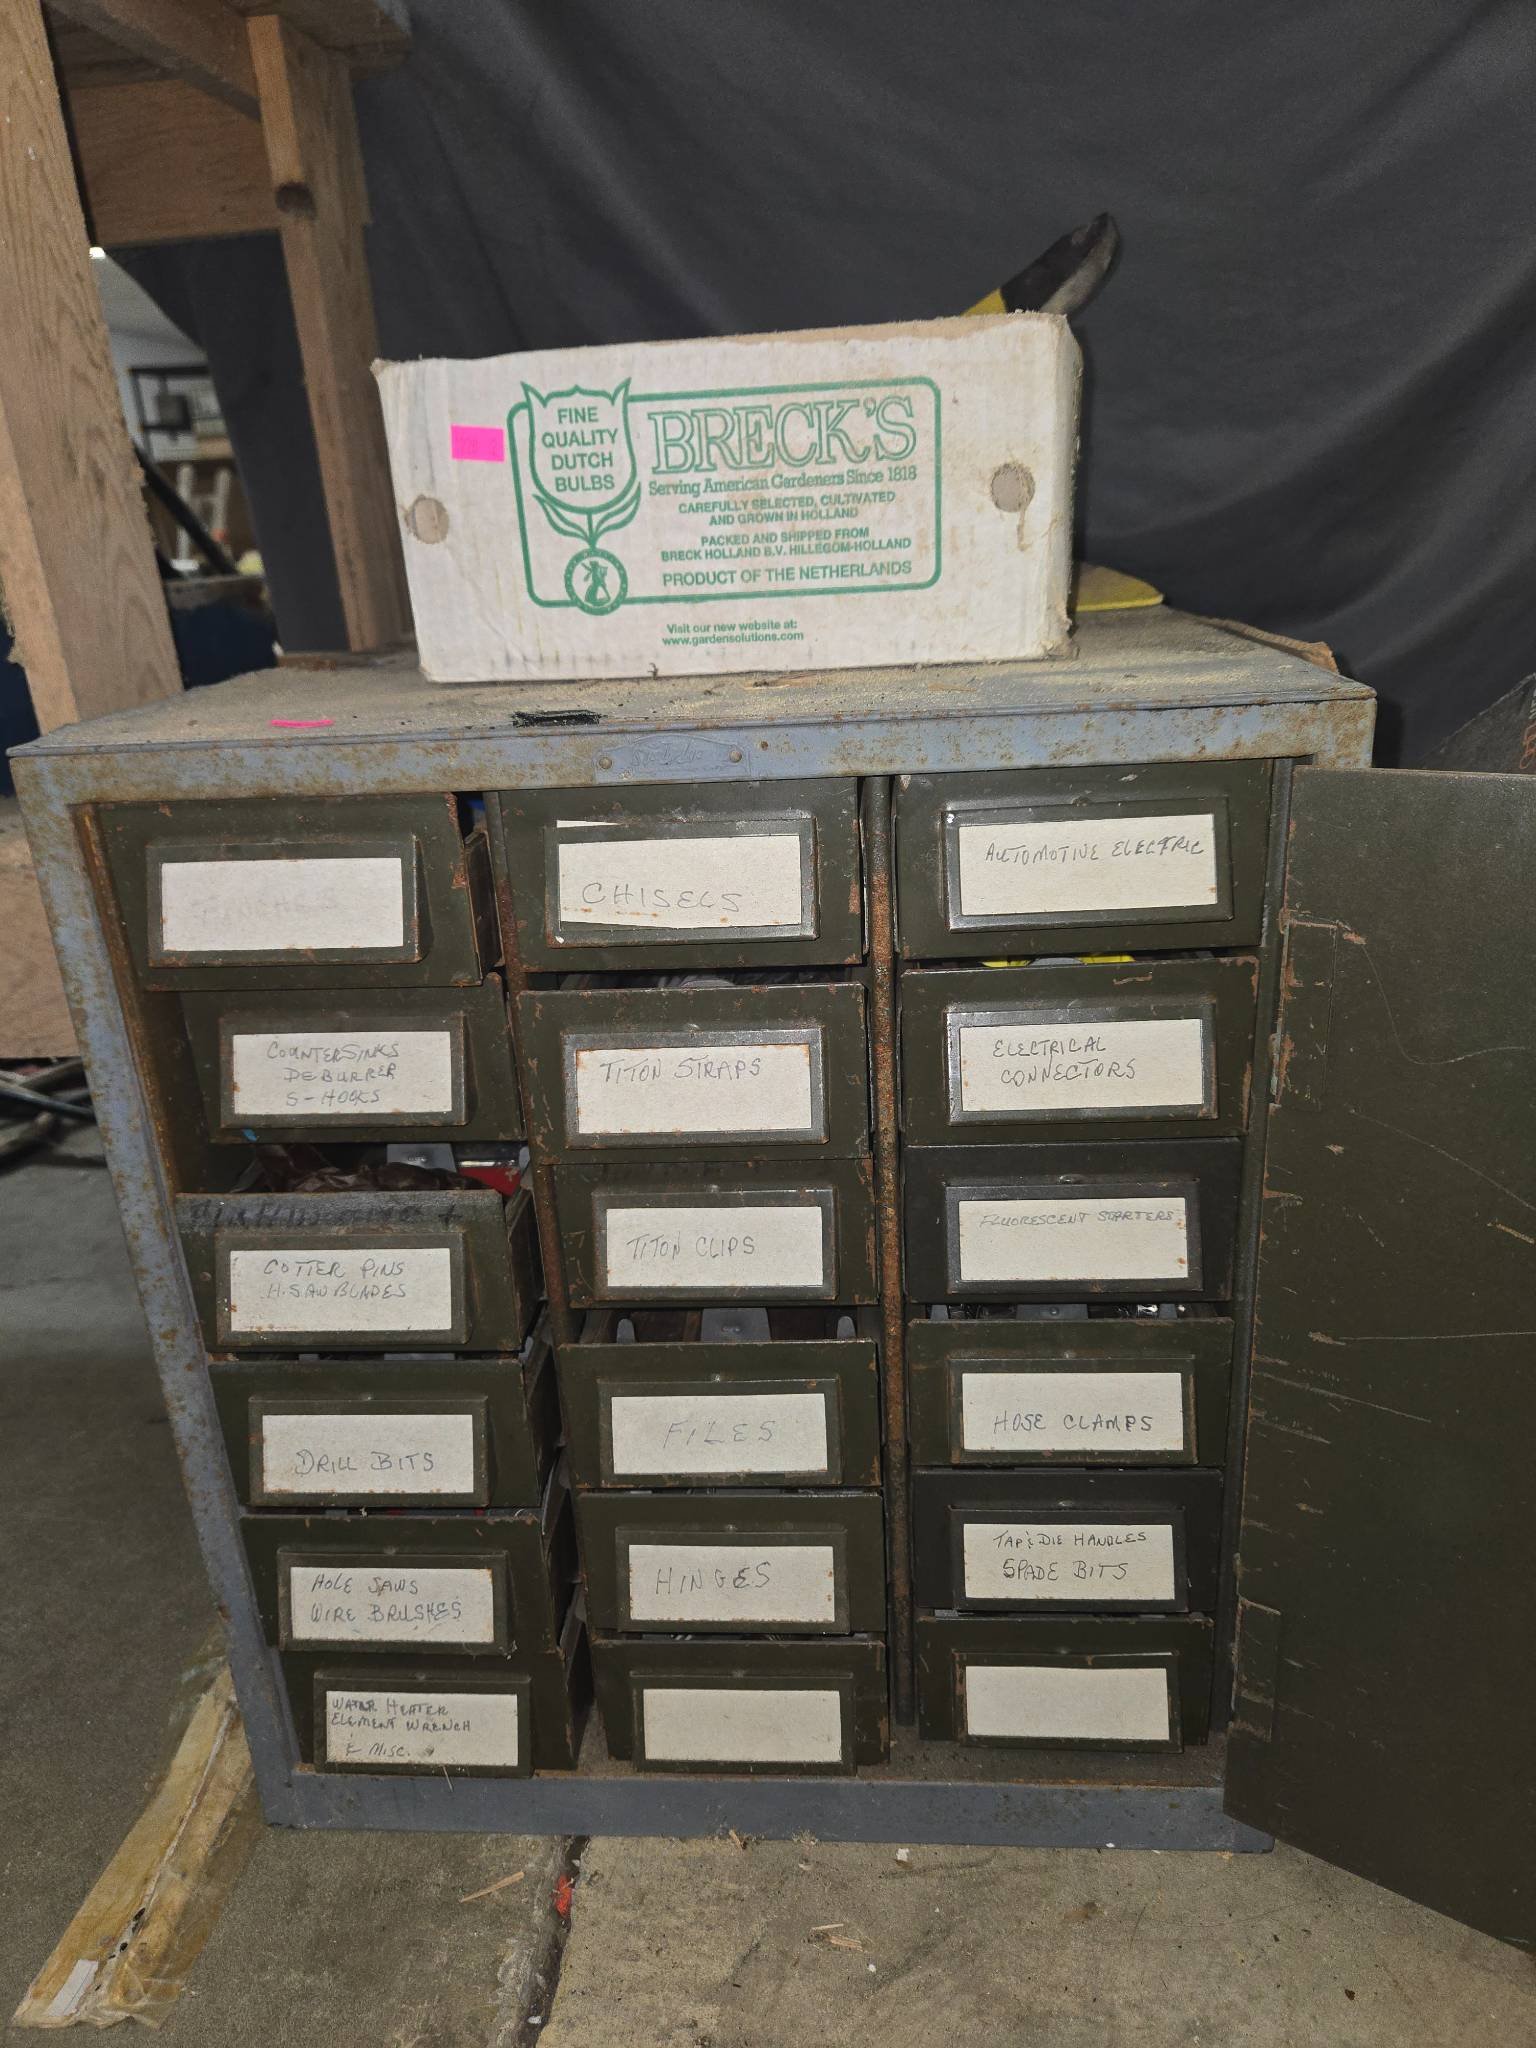 FINE
QUALITY
DUTCH
BULBS
BRECK'S
Serving American Gardeners Since 1818
CAREFULLY SELECTED, CULTIVATED
AND GROWN IN HOLLAND
PACKED AND SHIPPED FROM
BRECK HOLLAND B.V. HILLEGOM-HOLLAND
PRODUCT OF THE NETHERLANDS
Visit our new website at:
www.gardensolutions.com
CHISELS
AUTOMOTIVE ELECTRIC
COUNTERSINKS
DEBURRER
S-HOOKS
TITON STRAPS
ELECTRICAL
CONNECTORS
COTTER PINS
H. SAW BLADES
TITON CLIPS
FLUORESCENT STARTERS
DRILL BITS
FILES
HOSE CLAMPS
HOLE SAWS
WIRE BRUSHES
HINGES
TAP & DIE HANDLES
SPADE BITS
WATER HEATER
ELEMENT WRENCH
& MISC.